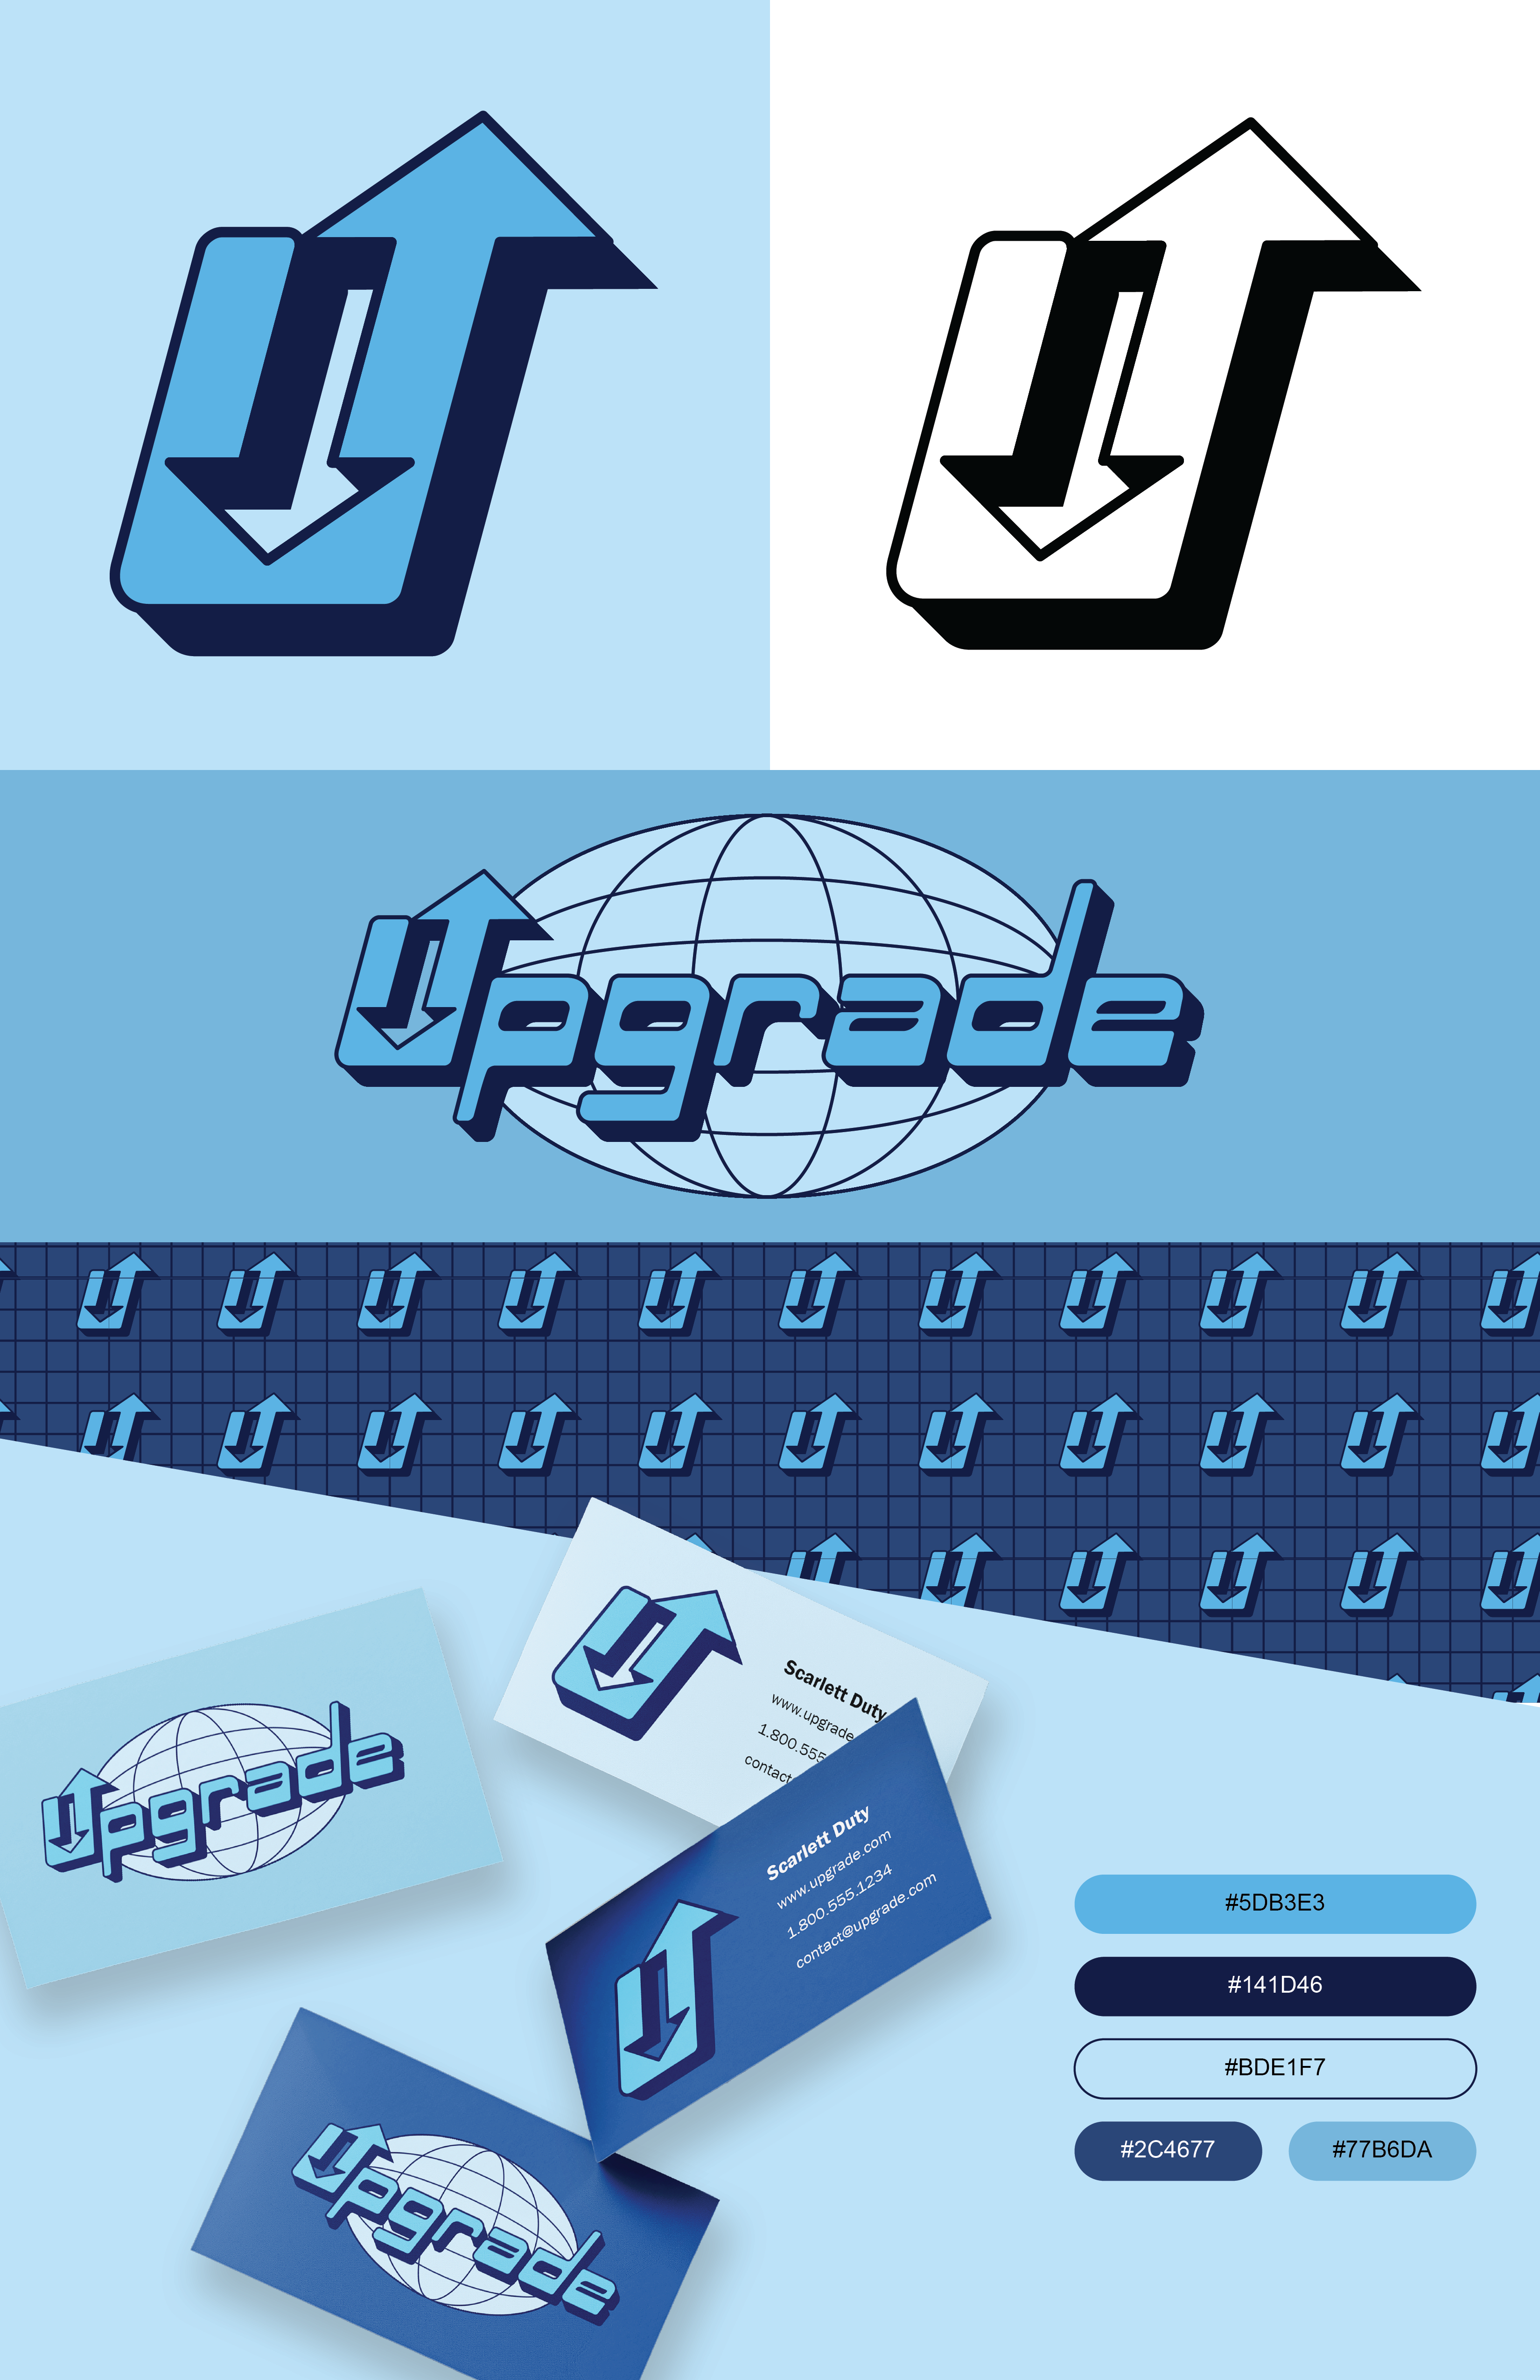 Upgrade
Upgrade
Scarlett Duty
www.upgrade.
1.800.555.
contact
Scarlett Duty
www.upgrade.com
1.800.555.1234
contact@upgrade.com
Upgrade
#5DB3E3
#141D46
#BDE1F7
#2C4677
#77B6DA